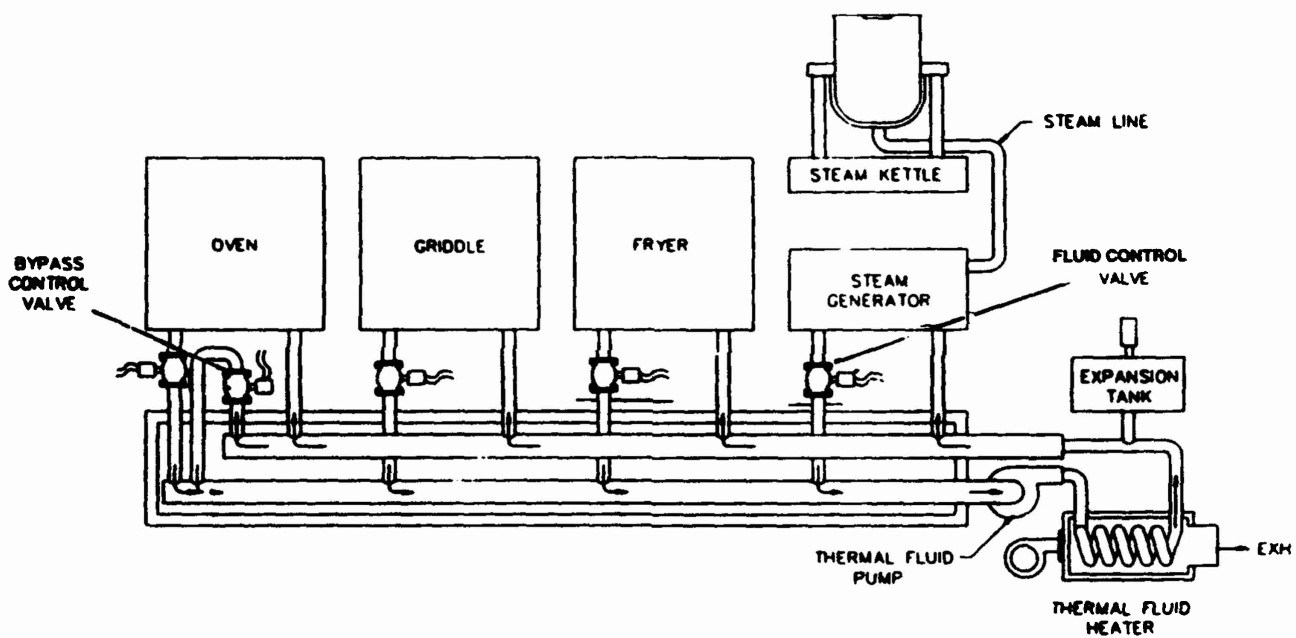 STEAM LINE
STEAM KETTLE
OVEN
GRIDDLE
FRYER
BYPASS
CONTROL
VALVE
STEAM
GENERATOR
FLUID CONTROL
VALVE
EXPANSION
TANK
THERMAL FLUID
PUMP
EXH
THERMAL FLUID
HEATER